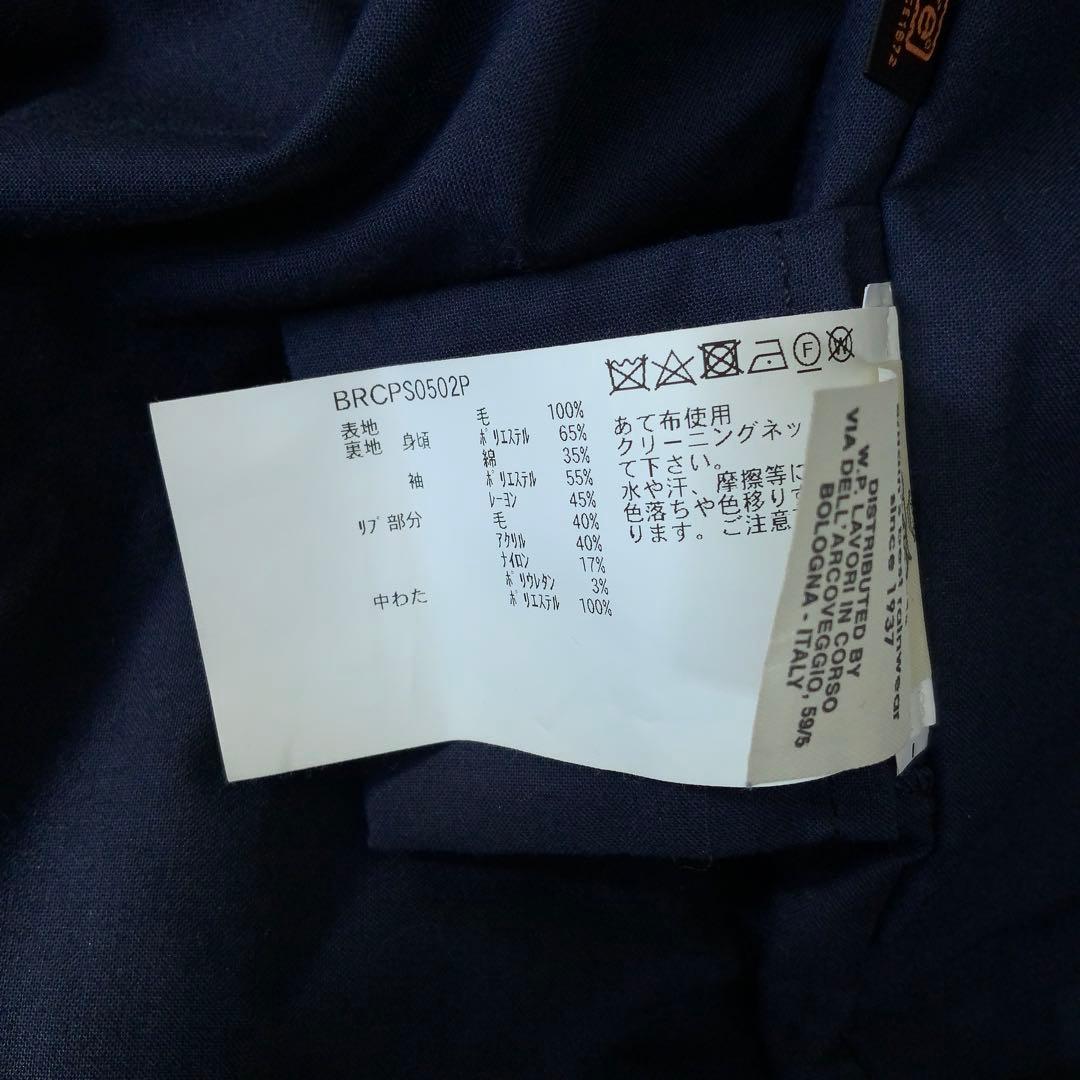 BRCPS0502P
表地 毛 100%
裏地 身頃 ポリエステル 65%
綿 35%
袖 ポリエステル 55%
レーヨン 45%
リブ部分 毛 40%
アクリル 40%
ナイロン 17%
ポリウレタン 3%
中わた ポリエステル 100%
F
W
あて布使用
クリーニングネッ
て下さい。
水や汗、摩擦等に
色落ちや色移り
ります。ご注意
DISTRIBUTED BY
W.P. LAVORI IN CORSO
VIA DELL'ARCOVEGGIO, 59/5
BOLOGNA - ITALY
rainwear
since 1937
1872